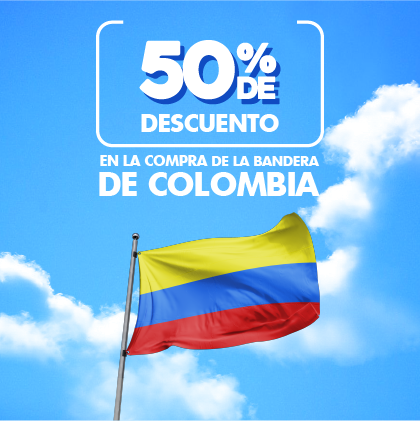 50%
DE
DESCUENTO
EN LA COMPRA DE LA BANDERA
DE COLOMBIA